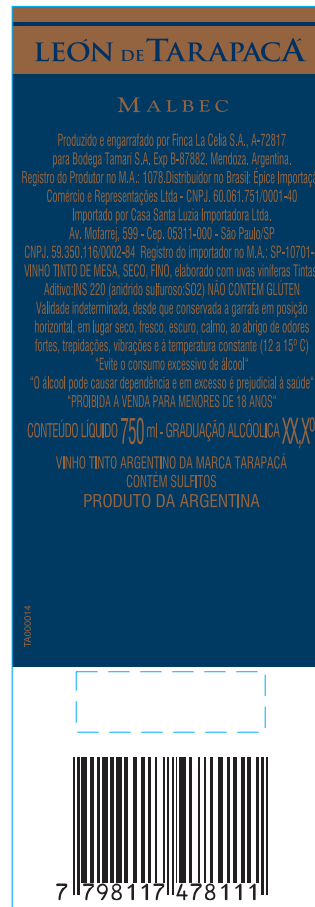 LEÓN DE TARAPACÁ
MALBEC
Produzido e engarrafado por Finca La Celia S.A., A-72817
para Bodega Tamarí S.A. Exp B-87882. Mendoza. Argentina.
Registro do Produtor no M.A.: 1078.Distribuidor no Brasil: Épice Importaçã
Comércio e Representações Ltda - CNPJ. 60.061.751/0001-40
Importado por Casa Santa Luzia Importadora Ltda.
Av. Mofarrej, 599 - Cep. 05311-000 - São Paulo/SP
CNPJ. 59.350.116/0002-84 Registro do importador no M.A.: SP-10701-
VINHO TINTO DE MESA, SECO, FINO, elaborado com uvas viníferas Tintas
Aditivo:INS 220 (anidrido sulfuroso:SO2) NÃO CONTEM GLÚTEN
Validade indeterminada, desde que conservada a garrafa em posição
horizontal, em lugar seco, fresco, escuro, calmo, ao abrigo de odores
fortes, trepidações, vibrações e à temperatura constante (12 a 15º C)
"Evite o consumo excessivo de álcool"
"O álcool pode causar dependência e em excesso é prejudicial à saúde"
"PROIBIDA A VENDA PARA MENORES DE 18 ANOS"
CONTEÚDO LÍQUIDO 750 ml - GRADUAÇÃO ALCÓOLICA XX,Xº
VINHO TINTO ARGENTINO DA MARCA TARAPACÁ
CONTÉM SULFITOS
PRODUTO DA ARGENTINA
TA000014
7 798117 478111